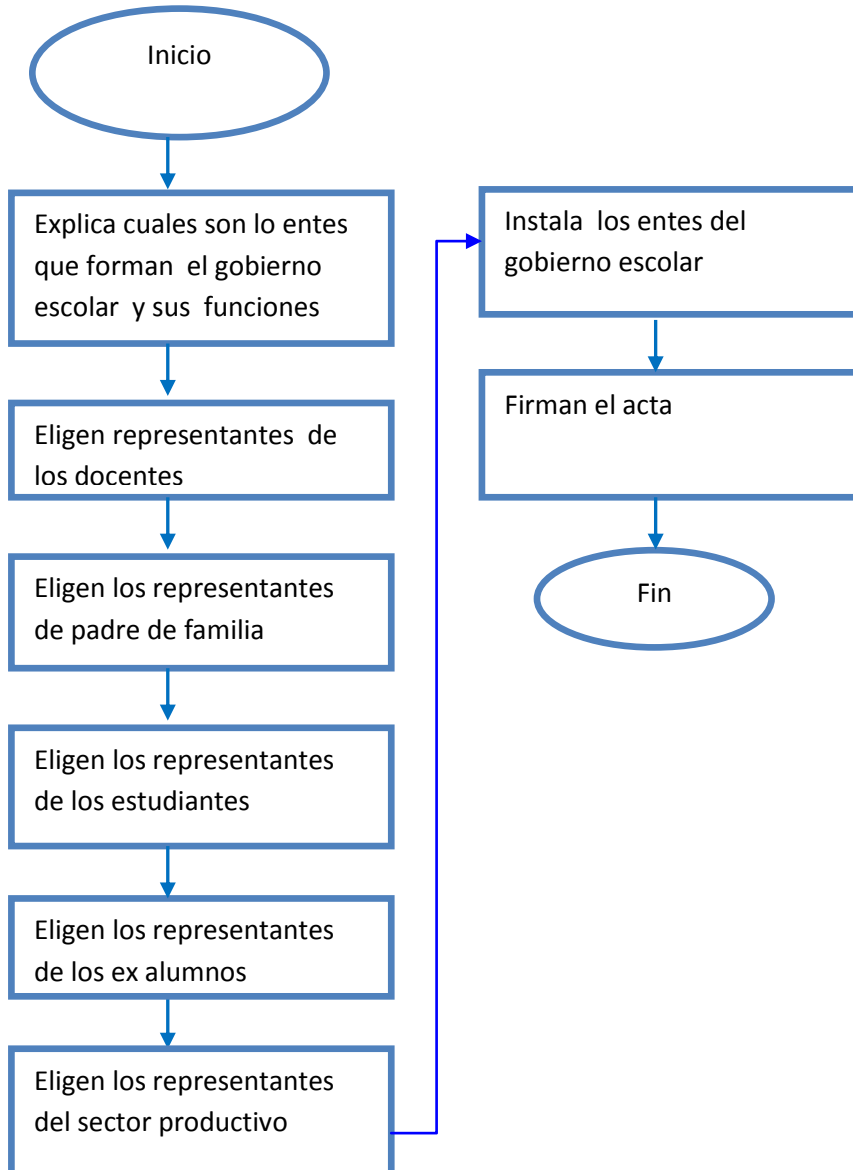 Inicio
Explica cuales son lo entes
que forman el gobierno
escolar y sus funciones
Eligen representantes de
los docentes
Eligen los representantes
de padre de familia
Eligen los representantes
de los estudiantes
Eligen los representantes
de los ex alumnos
Eligen los representantes
del sector productivo
Instala los entes del
gobierno escolar
Firman el acta
Fin